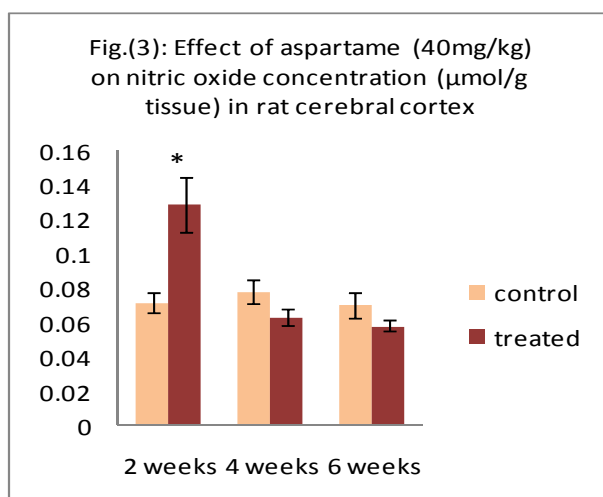 Fig.(3): Effect of aspartame (40mg/kg)
on nitric oxide concentration (µmol/g
tissue) in rat cerebral cortex
0.16
0.14
0.12
0.1
0.08
0.06
0.04
0.02
0
*
control
treated
2 weeks 4 weeks 6 weeks